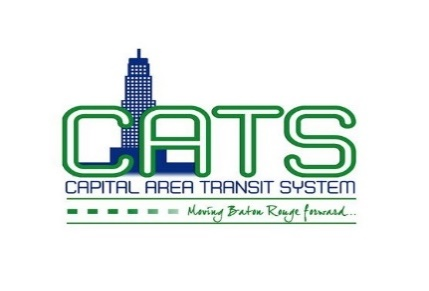 CATS
CAPITAL AREA TRANSIT SYSTEM
Moving Baton Rouge forward...